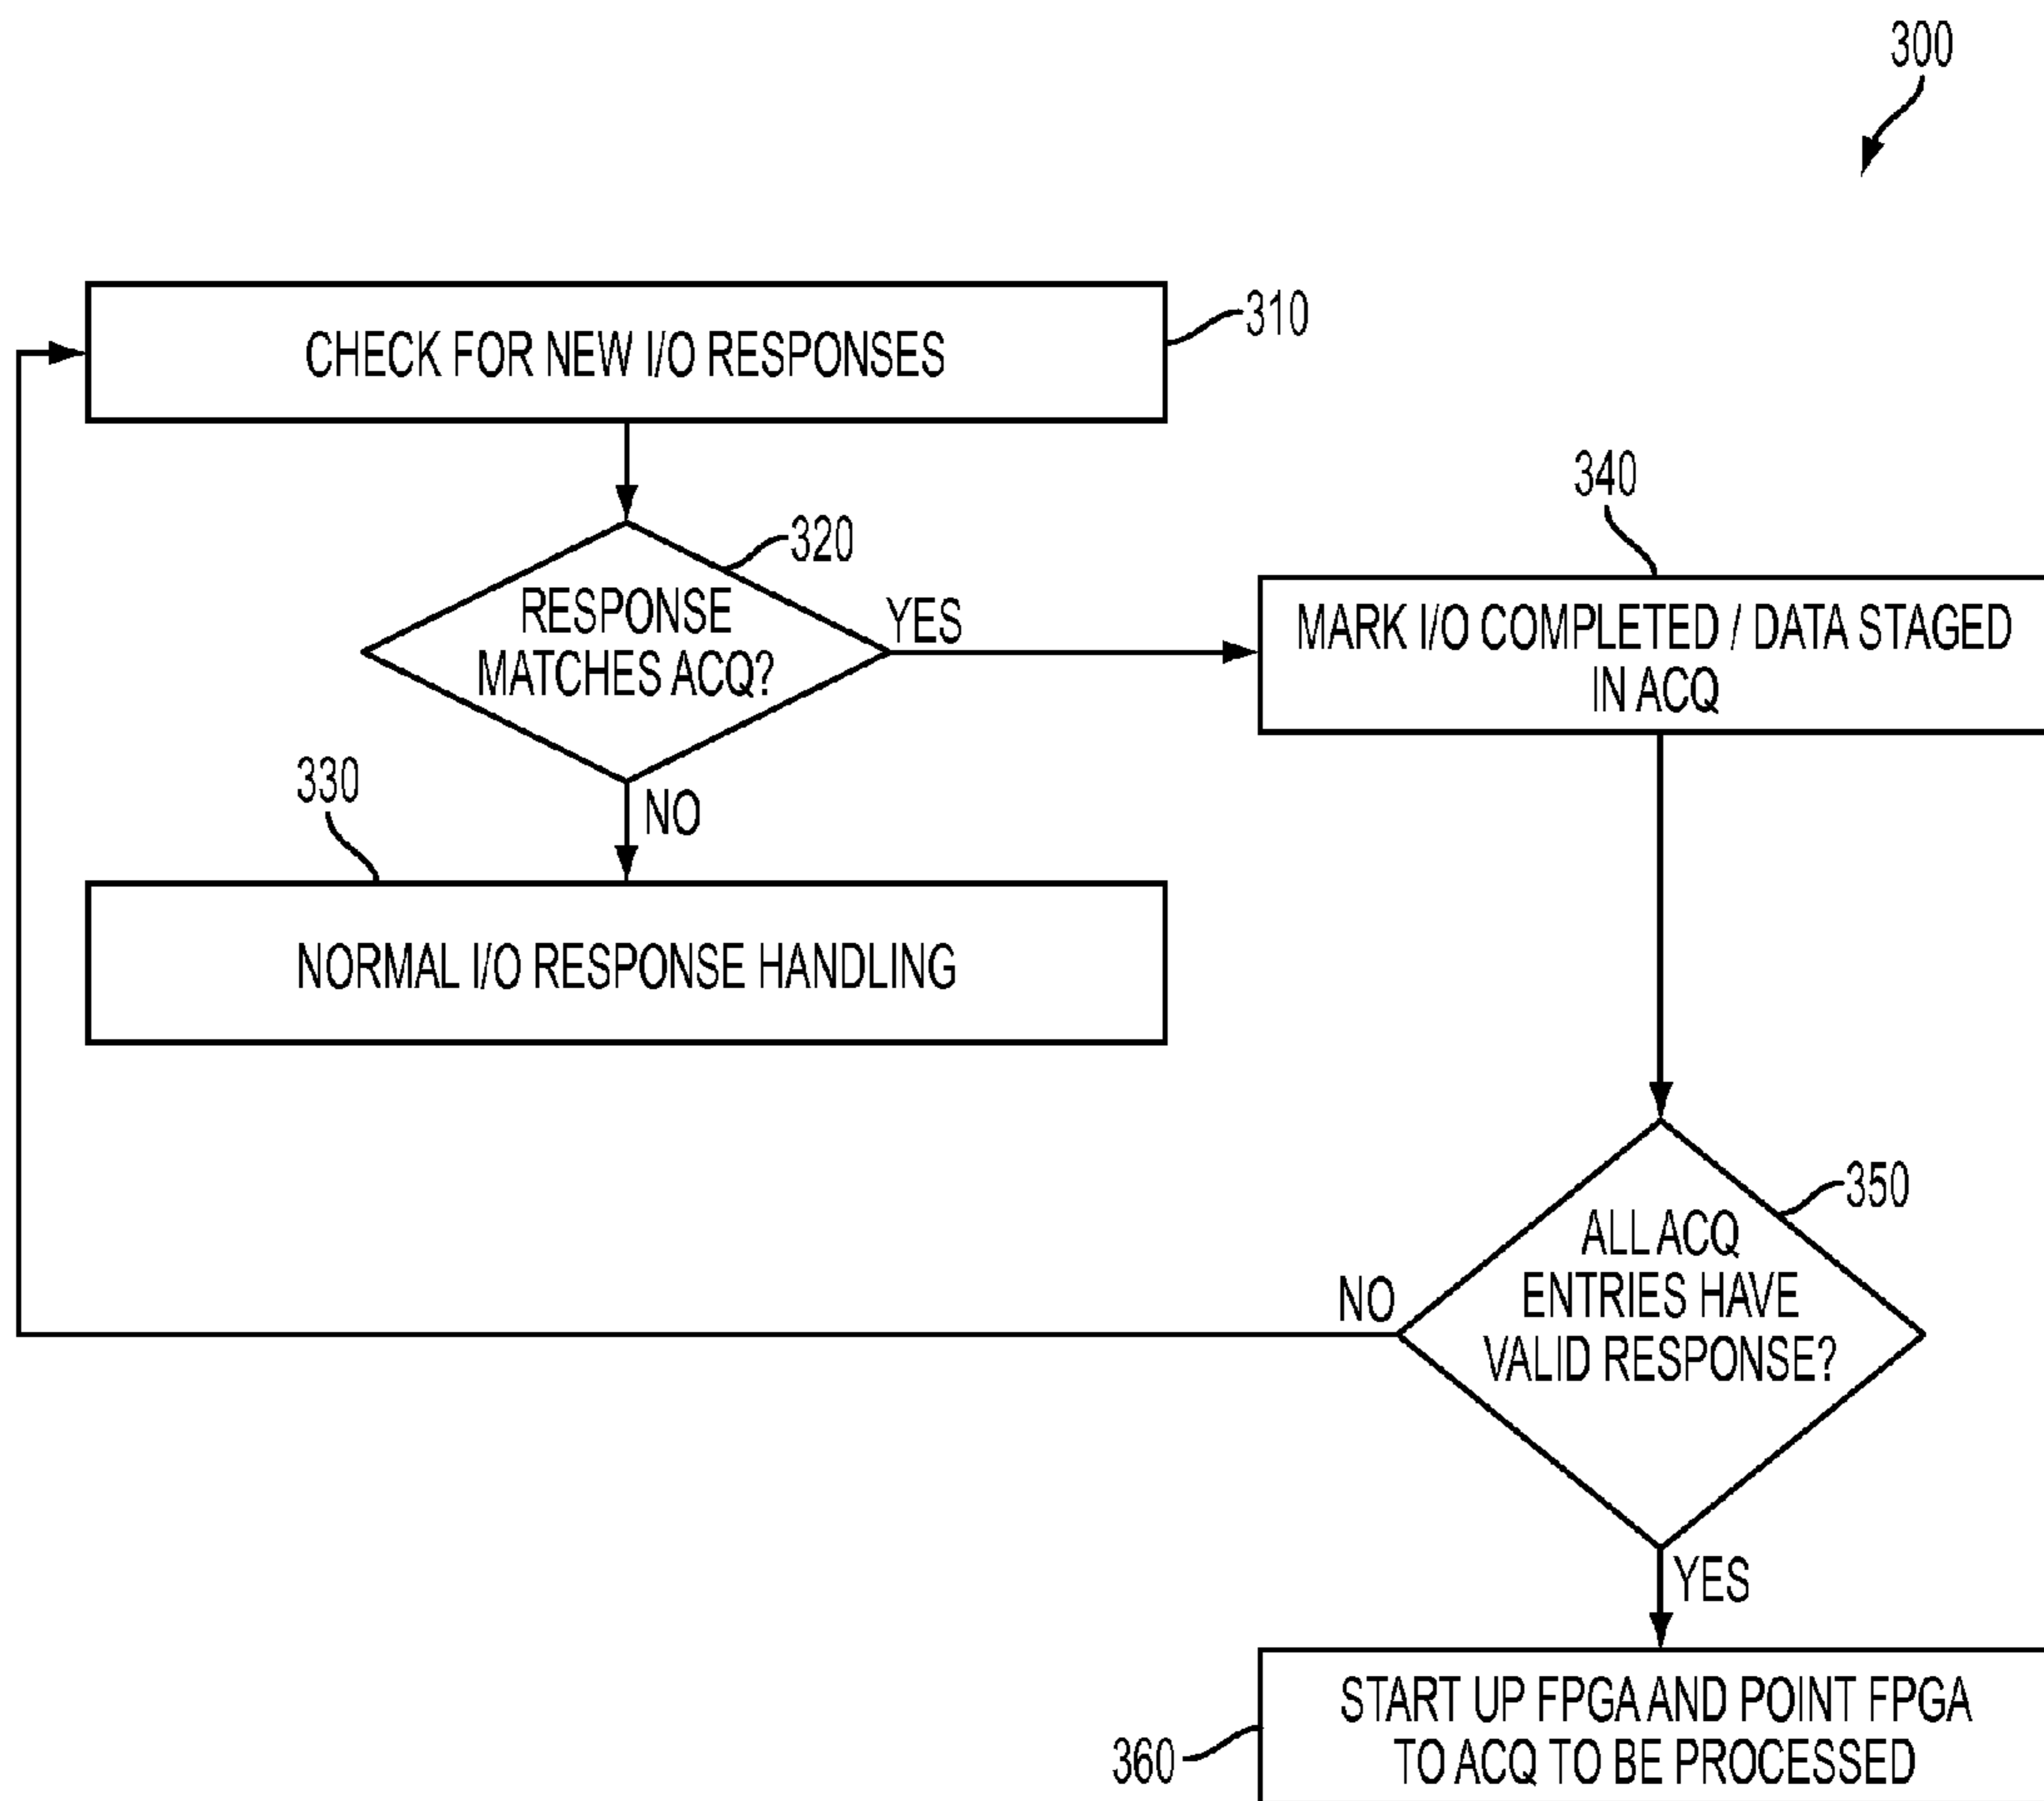 300
CHECK FOR NEW I/O RESPONSES
310
320
RESPONSE
MATCHES ACQ?
YES
NO
330
NORMAL I/O RESPONSE HANDLING
340
MARK I/O COMPLETED / DATA STAGED
IN ACQ
350
ALL ACQ
ENTRIES HAVE
VALID RESPONSE?
NO
YES
START UP FPGA AND POINT FPGA
TO ACQ TO BE PROCESSED
360